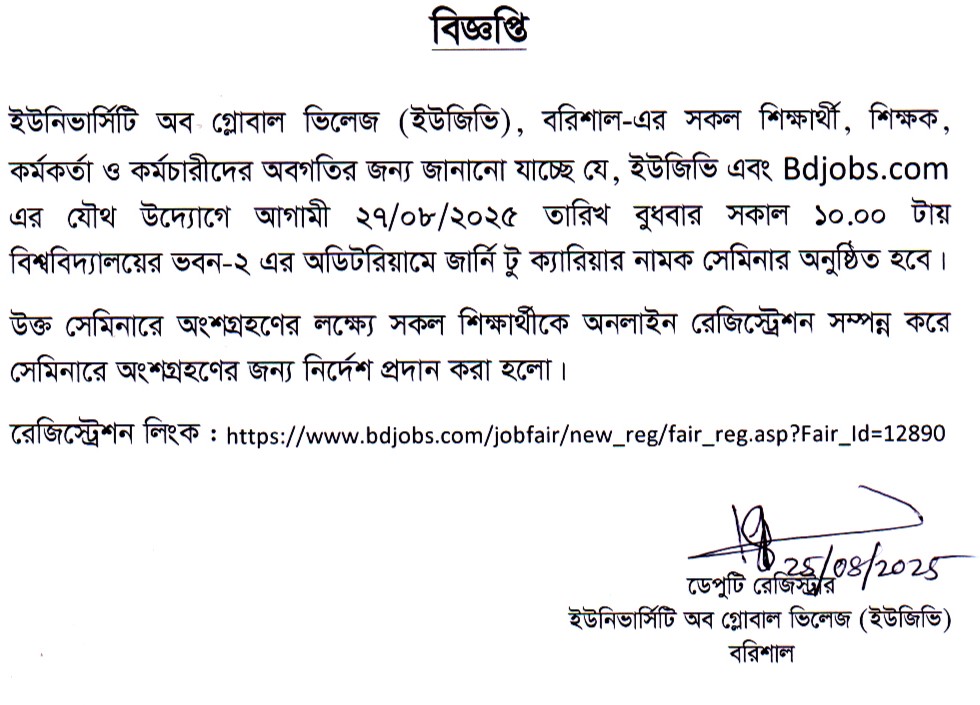 বিজ্ঞপ্তি
ইউনিভার্সিটি অব গ্লোবাল ভিলেজ (ইউজিভি), বরিশাল-এর সকল শিক্ষার্থী, শিক্ষক,
কর্মকর্তা ও কর্মচারীদের অবগতির জন্য জানানো যাচ্ছে যে, ইউজিভি এবং Bdjobs.com
এর যৌথ উদ্যোগে আগামী ২৭/০৮/২০২৫ তারিখ বুধবার সকাল ১০.০০ টায়
বিশ্ববিদ্যালয়ের ভবন-২ এর অডিটরিয়ামে জার্নি টু ক্যারিয়ার নামক সেমিনার অনুষ্ঠিত হবে।
উক্ত সেমিনারে অংশগ্রহণের লক্ষ্যে সকল শিক্ষার্থীকে অনলাইন রেজিস্ট্রেশন সম্পন্ন করে
সেমিনারে অংশগ্রহণের জন্য নির্দেশ প্রদান করা হলো।
রেজিস্ট্রেশন লিংক : https://www.bdjobs.com/jobfair/new_reg/fair_reg.asp?Fair_Id=12890
25/08/2025
ডেপুটি রেজিস্ট্রার
ইউনিভার্সিটি অব গ্লোবাল ভিলেজ (ইউজিভি)
বরিশাল